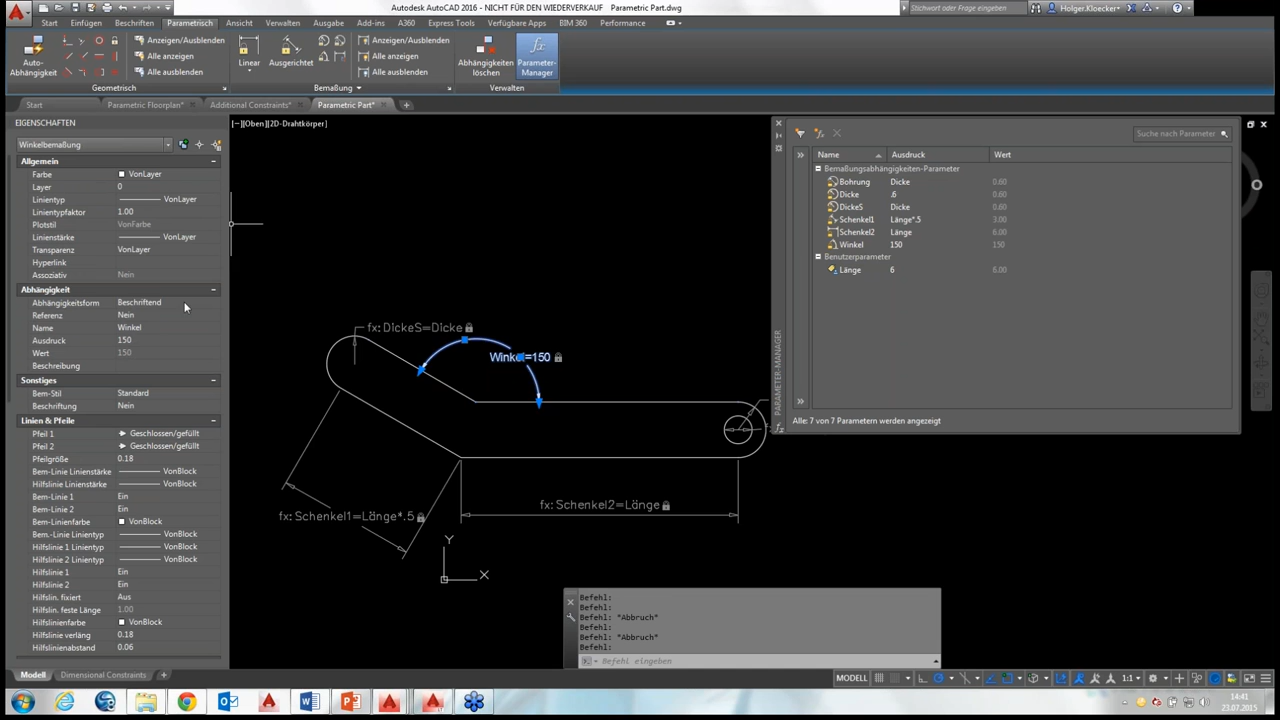 Autodesk AutoCAD 2016 - NICHT FÜR DEN WIEDERVERKAUF Parametric Part.dwg
Stichwort oder Frage eingeben
Holger.Kloecker
Start Einfügen Beschriften Parametrisch Ansicht Verwalten Ausgabe Add-ins A360 Express Tools Verfügbare Apps BIM 360 Performance
Auto-Abhängigkeit
Anzeigen/Ausblenden
Alle anzeigen
Alle ausblenden
Linear
Ausgerichtet
Anzeigen/Ausblenden
Alle anzeigen
Alle ausblenden
Abhängigkeiten löschen
Parameter-Manager
Geometrisch
Bemaßung
Verwalten
Start Parametric Floorplan* Additional Constraints* Parametric Part*
EIGENSCHAFTEN
Winkelbemaßung
Allgemein
Farbe VonLayer
Layer 0
Linientyp VonLayer
Linientypfaktor 1.00
Plotstil VonFarbe
Linienstärke VonLayer
Transparenz VonLayer
Hyperlink
Assoziativ Nein
Abhängigkeit
Abhängigkeitsform Beschriftend
Referenz Nein
Name Winkel
Ausdruck 150
Wert 150
Beschreibung
Sonstiges
Bem-Stil Standard
Beschriftung Nein
Linien & Pfeile
Pfeil 1 Geschlossen/gefüllt
Pfeil 2 Geschlossen/gefüllt
Pfeilgröße 0.18
Bem-Linie Linienstärke VonBlock
Hilfslinie Linienstärke VonBlock
Bem-Linie 1 Ein
Bem-Linie 2 Ein
Bem-Linienfarbe VonBlock
Bem.-Linie Linientyp VonBlock
Hilfslinie 1 Linientyp VonBlock
Hilfslinie 2 Linientyp VonBlock
Hilfslinie 1 Ein
Hilfslinie 2 Ein
Hilfslin. fixiert Aus
Hilfslin. feste Länge 1.00
Hilfslinienfarbe VonBlock
Hilfslinie verläng 0.18
Hilfslinienabstand 0.06
[−][Oben][2D-Drahtkörper]
fx: DickeS=Dicke
Winkel=150
fx: Schenkel1=Länge*.5
fx: Schenkel2=Länge
Y
X
PARAMETER-MANAGER
Suche nach Parameter
Name Ausdruck Wert
Bemaßungsabhängigkeiten-Parameter
Bohrung Dicke 0.60
Dicke .6 0.60
DickeS Dicke 0.60
Schenkel1 Länge*.5 3.00
Schenkel2 Länge 6.00
Winkel 150 150
Benutzerparameter
Länge 6 6.00
Alle: 7 von 7 Parametern werden angezeigt
Befehl:
Befehl:
Befehl: *Abbruch*
Befehl:
Befehl: *Abbruch*
Befehl:
Befehl eingeben
Modell Dimensional Constraints
MODELL
1:1
14:41
23.07.2015